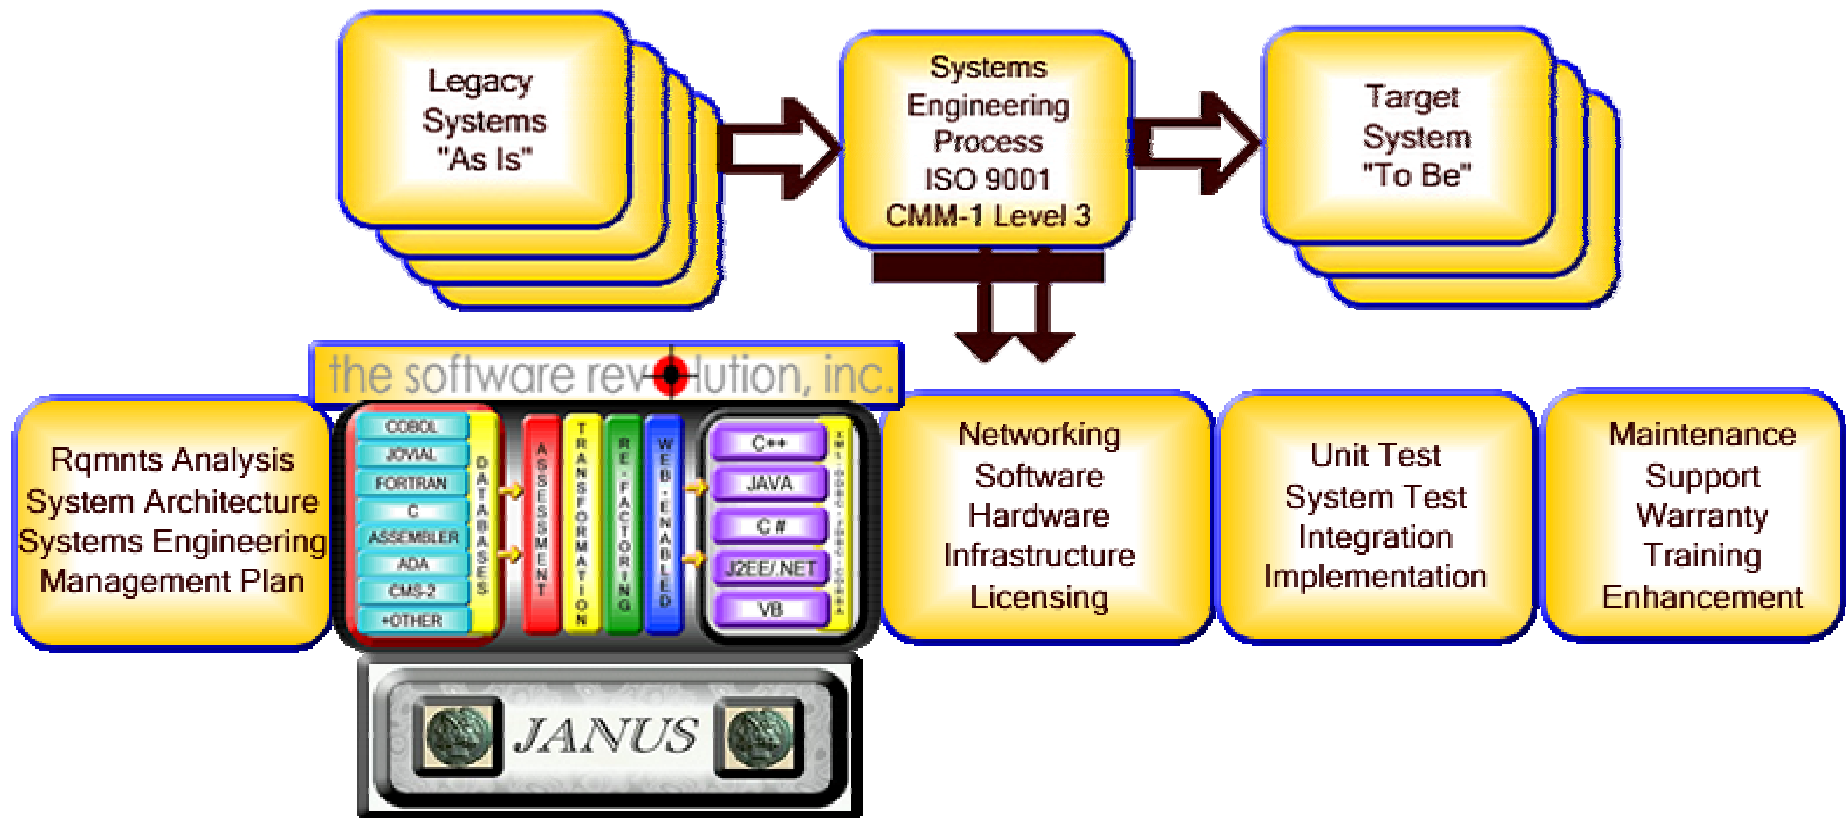 Legacy
Systems
"As Is"
Systems
Engineering
Process
ISO 9001
CMM-1 Level 3
Target
System
"To Be"
the software revolution, inc.
Rqmnts Analysis
System Architecture
Systems Engineering
Management Plan
COBOL
JOVIAL
FORTRAN
C
ASSEMBLER
ADA
CMS-2
+OTHER
DATABASES
ASSESSMENT
TRANSFORMATION
RE-FACTORING
WEB-ENABLED
C++
JAVA
C #
J2EE/.NET
VB
Networking
Software
Hardware
Infrastructure
Licensing
Unit Test
System Test
Integration
Implementation
Maintenance
Support
Warranty
Training
Enhancement
JANUS